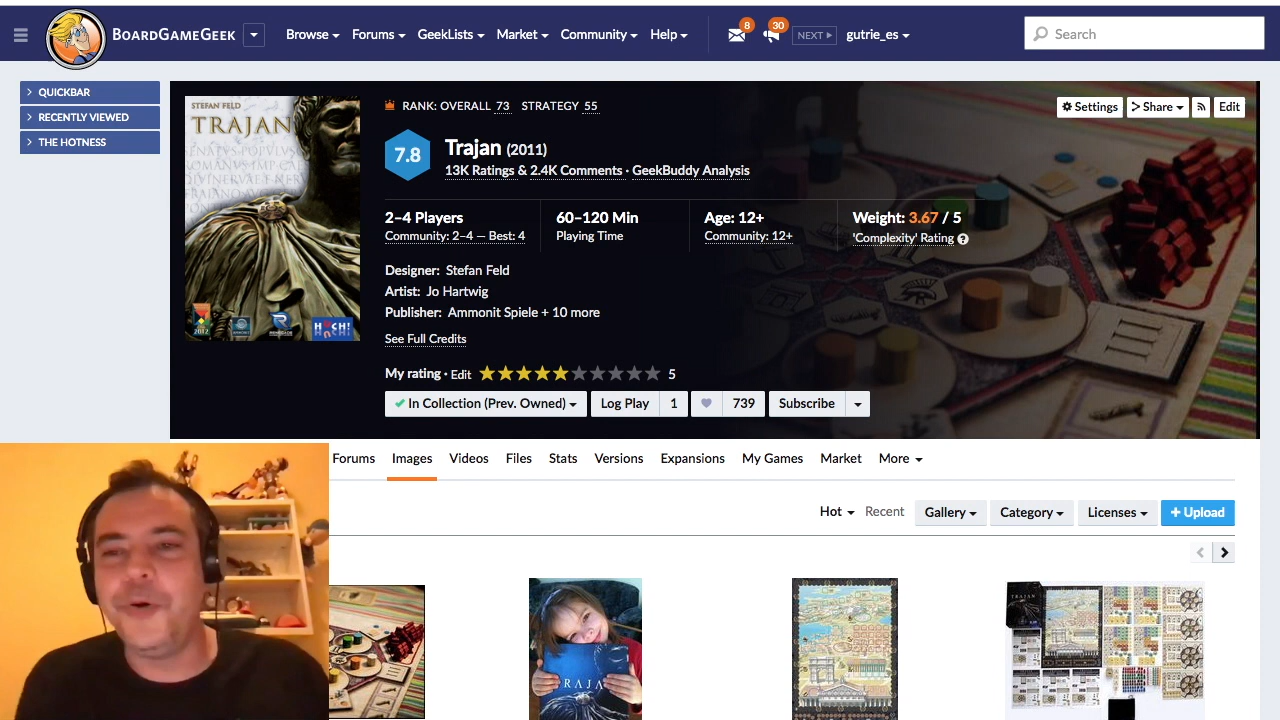 BOARDGAMEGEEK
Browse Forums GeekLists Market Community Help 8 30 NEXT gutrie_es Search
QUICKBAR
RECENTLY VIEWED
THE HOTNESS
STEFAN FELD
TRAJAN
2012
HUCH!
RANK: OVERALL 73 STRATEGY 55
Settings Share Edit
7.8
Trajan (2011)
13K Ratings & 2.4K Comments · GeekBuddy Analysis
2–4 Players 60–120 Min Age: 12+ Weight: 3.67 / 5
Community: 2–4 — Best: 4 Playing Time Community: 12+ 'Complexity' Rating ?
Designer: Stefan Feld
Artist: Jo Hartwig
Publisher: Ammonit Spiele + 10 more
See Full Credits
My rating · Edit 5
In Collection (Prev. Owned) Log Play 1 739 Subscribe
Forums Images Videos Files Stats Versions Expansions My Games Market More
Hot Recent Gallery Category Licenses + Upload
TRAJA
TRAJAN